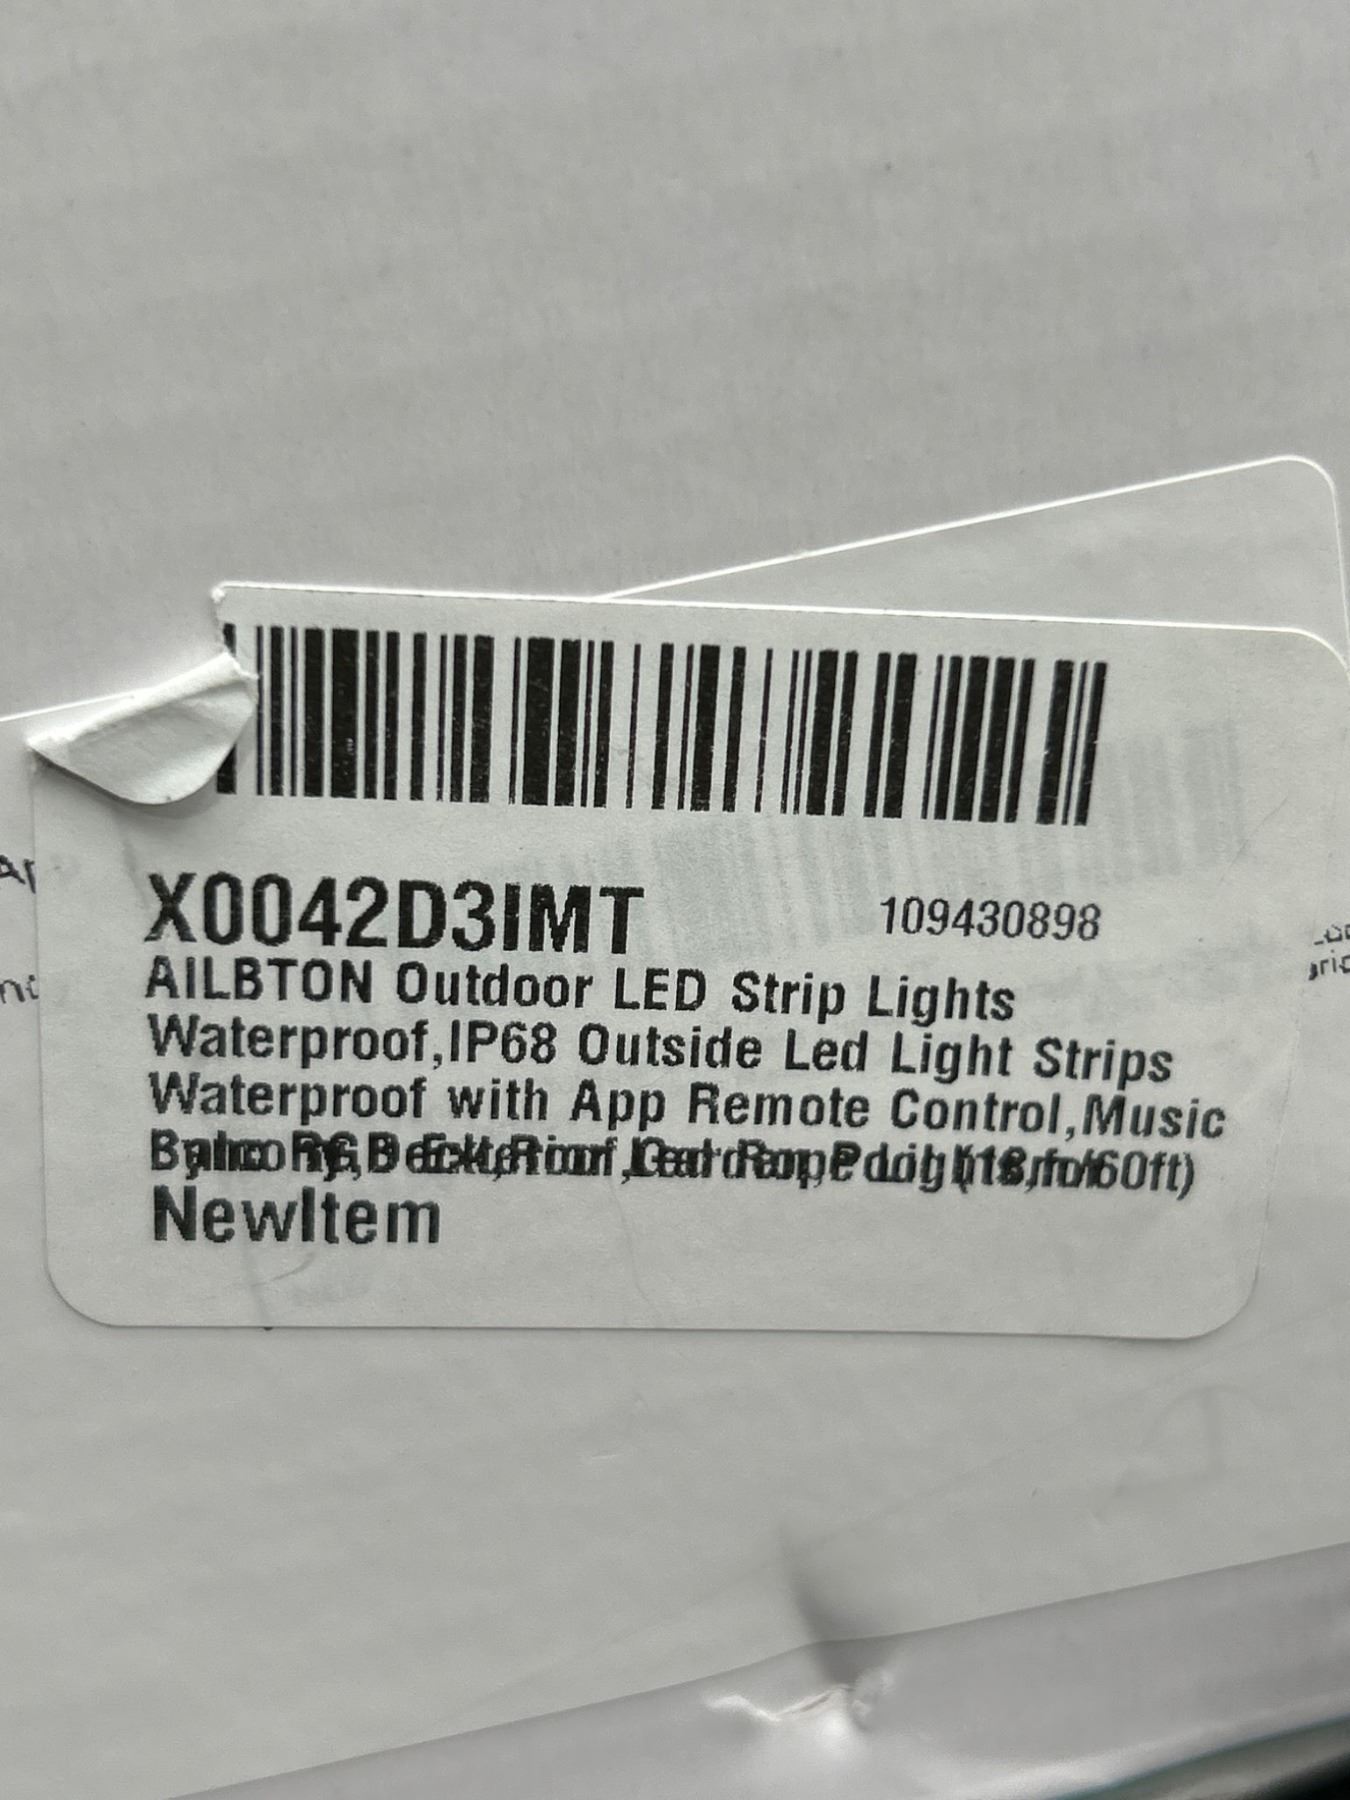 X0042D3IMT 109430898
AILBTON Outdoor LED Strip Lights
Waterproof,IP68 Outside Led Light Strips
Waterproof with App Remote Control,Music
60ft)
NewItem